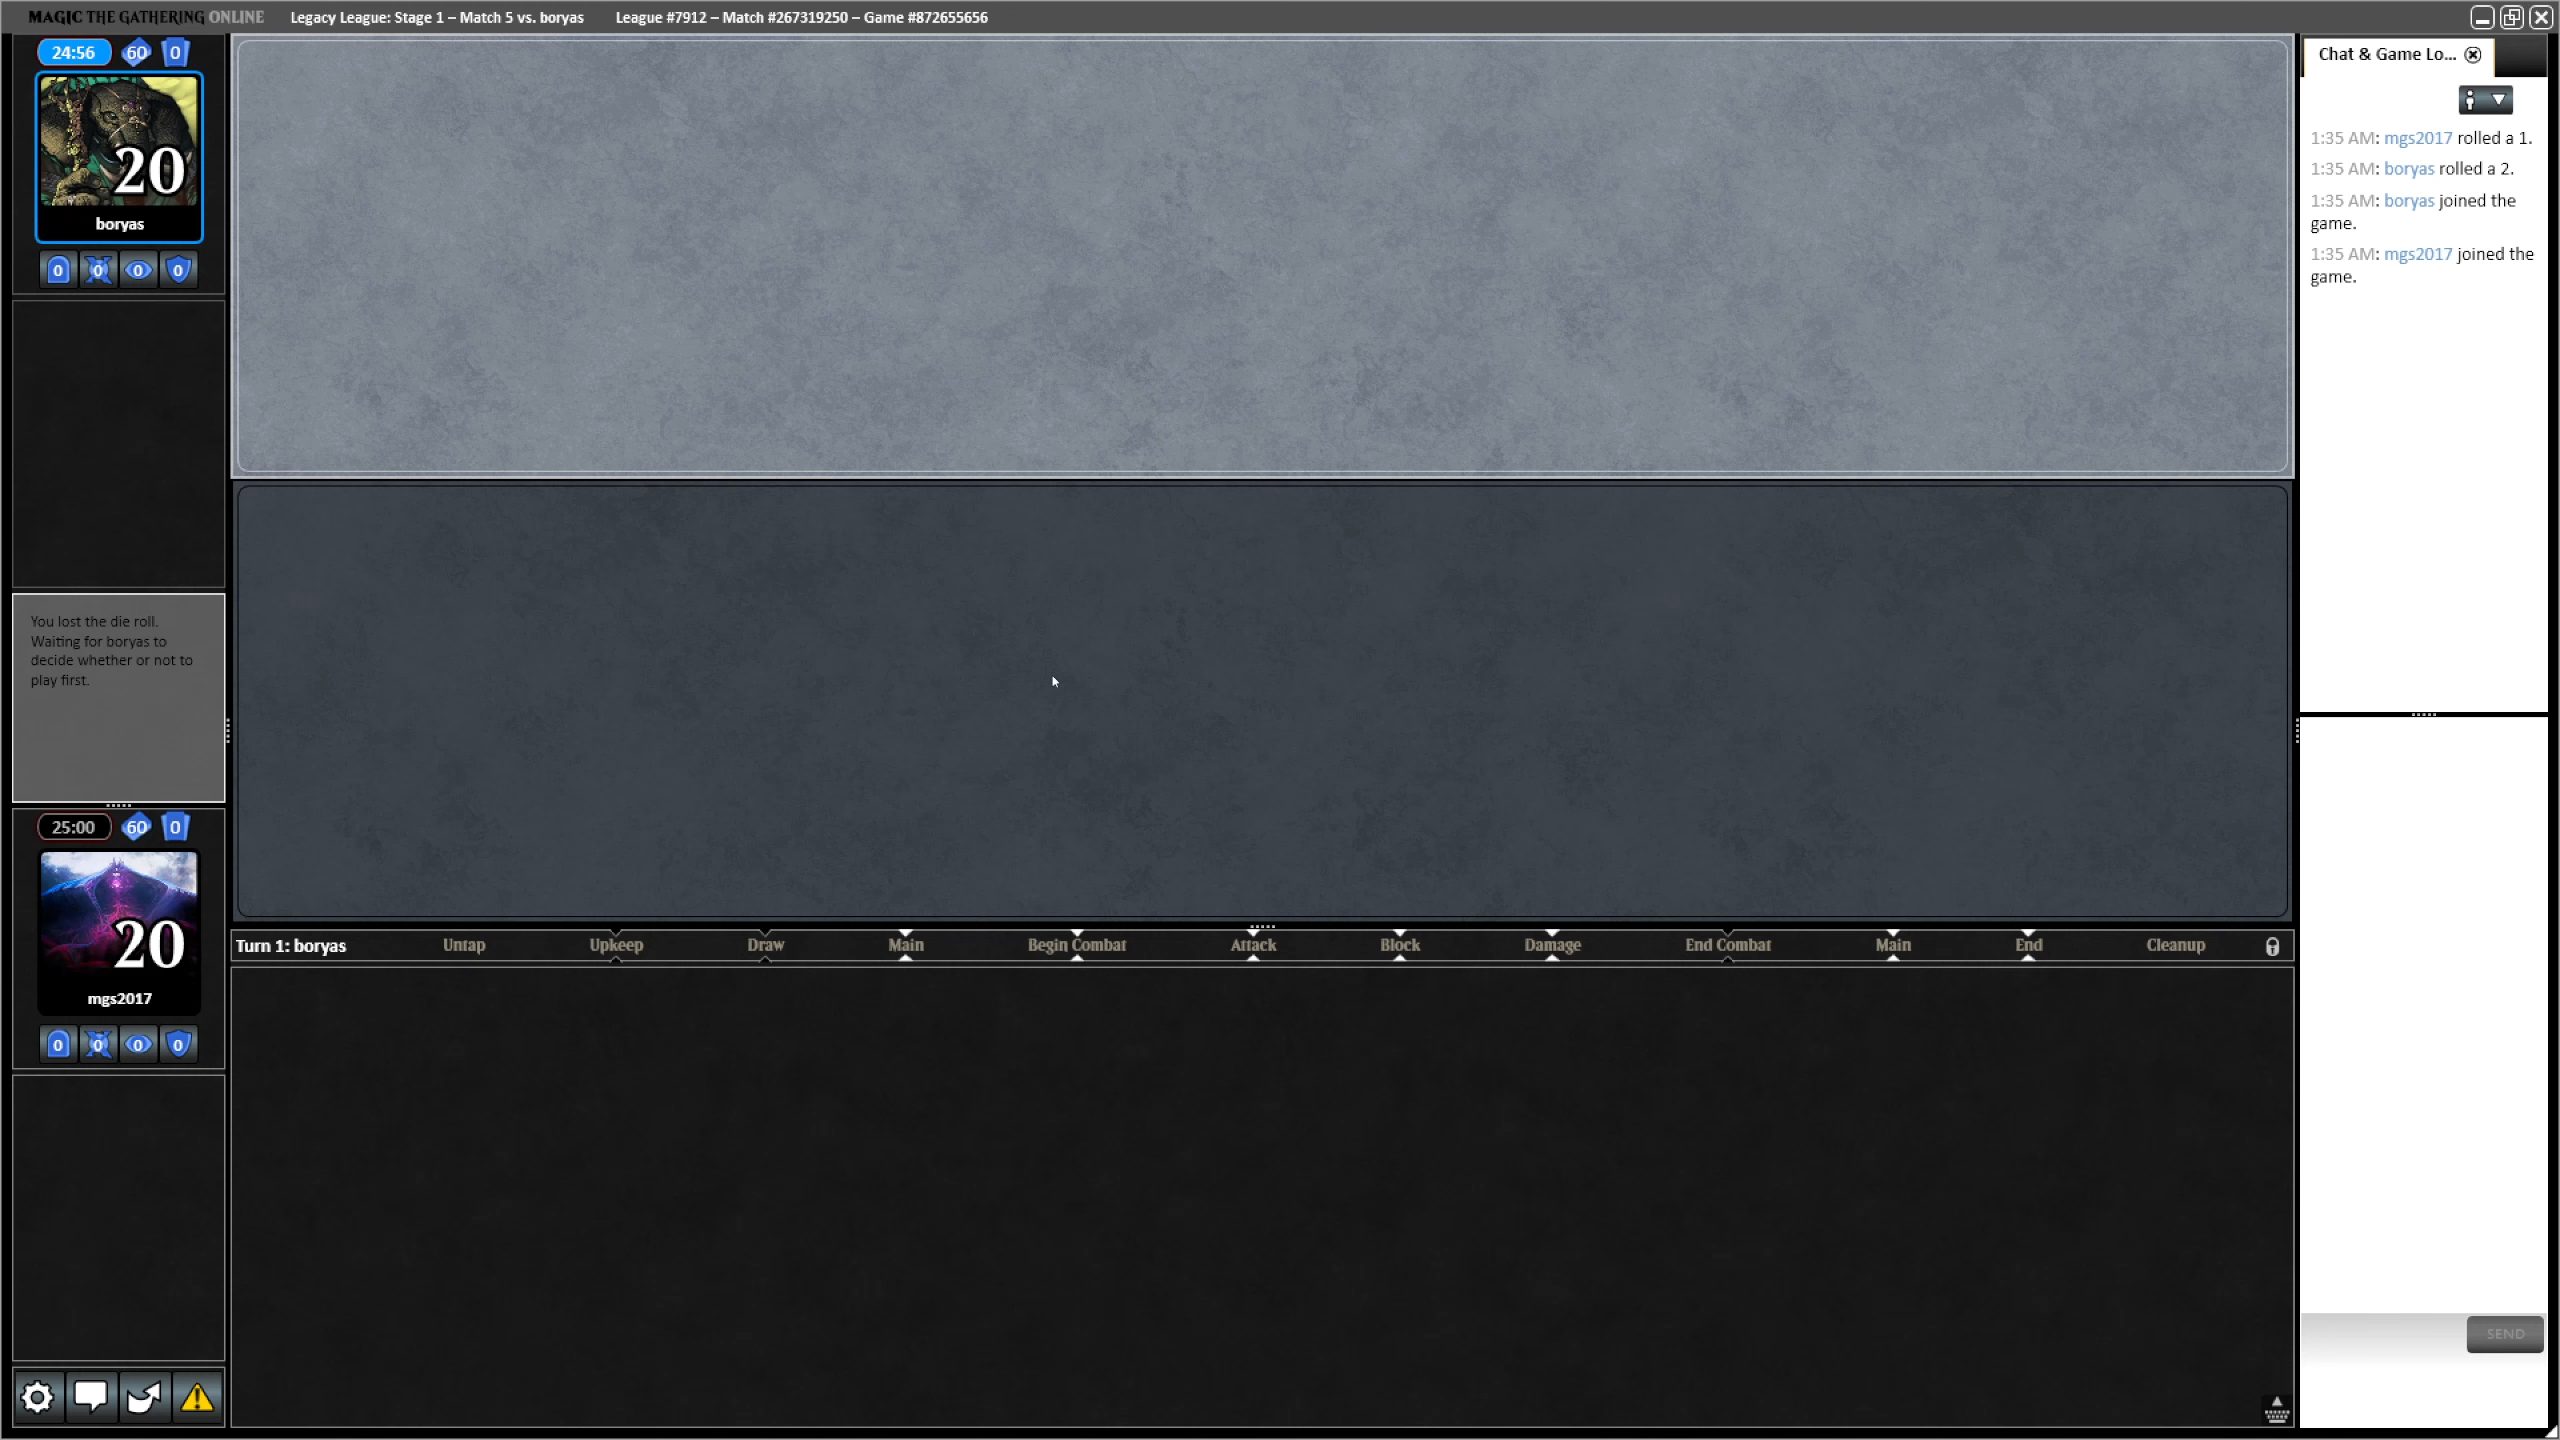 MAGIC THE GATHERING ONLINE
Legacy League: Stage 1 – Match 5 vs. boryas
League #7912 – Match #267319250 – Game #872655656
24:56
60
0
20
boryas
0
0
0
0
You lost the die roll.
Waiting for boryas to
decide whether or not to
play first.
25:00
60
0
20
mgs2017
0
0
0
0
Turn 1: boryas
Untap
Upkeep
Draw
Main
Begin Combat
Attack
Block
Damage
End Combat
Main
End
Cleanup
Chat & Game Lo...
1:35 AM: mgs2017 rolled a 1.
1:35 AM: boryas rolled a 2.
1:35 AM: boryas joined the
game.
1:35 AM: mgs2017 joined the
game.
SEND